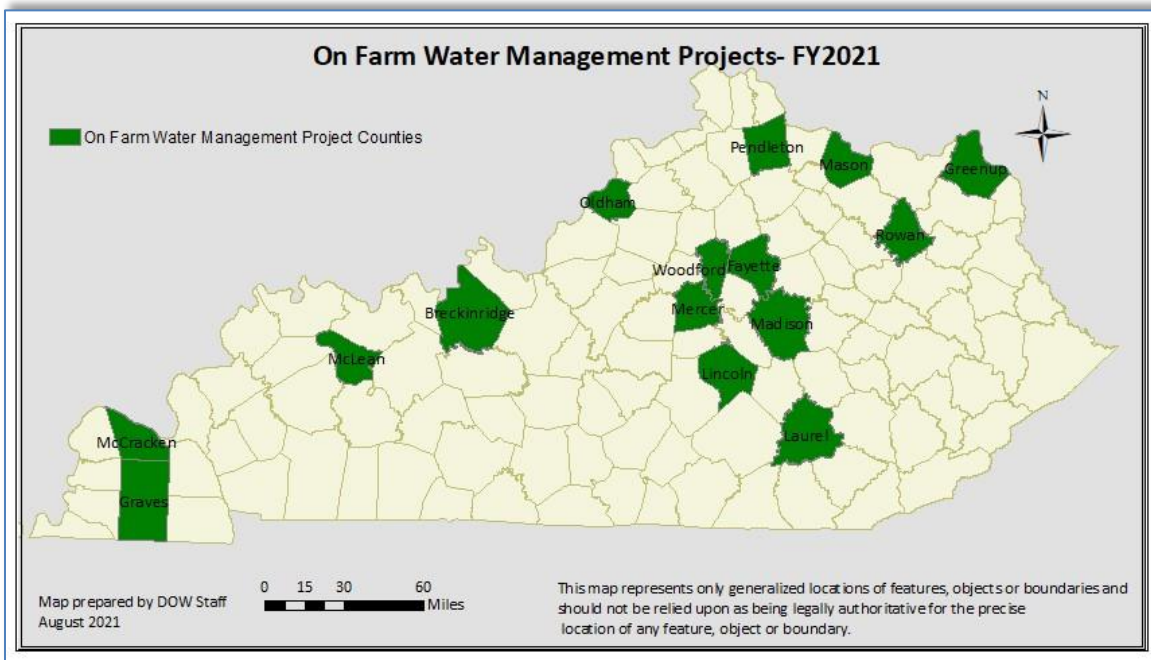 On Farm Water Management Projects- FY2021
N
On Farm Water Management Project Counties
Pendleton
Mason
Greenup
Oldham
Rowan
Woodford
Fayette
Breckinridge
Mercer
Madison
McLean
Lincoln
McCracken
Laurel
Graves
0 15 30 60
Miles
Map prepared by DOW Staff
August 2021
This map represents only generalized locations of features, objects or boundaries and
should not be relied upon as being legally authoritative for the precise
location of any feature, object or boundary.